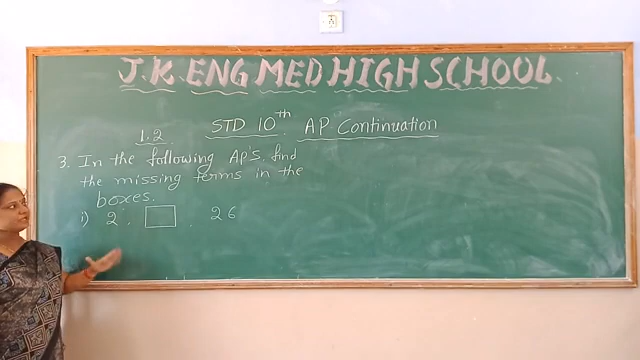 J.K. ENG MED HIGH SCHOOL
STD 10th AP Continuation
1.2
3. In the following AP'S, find
the missing terms in the
boxes.
i) 2, , 26